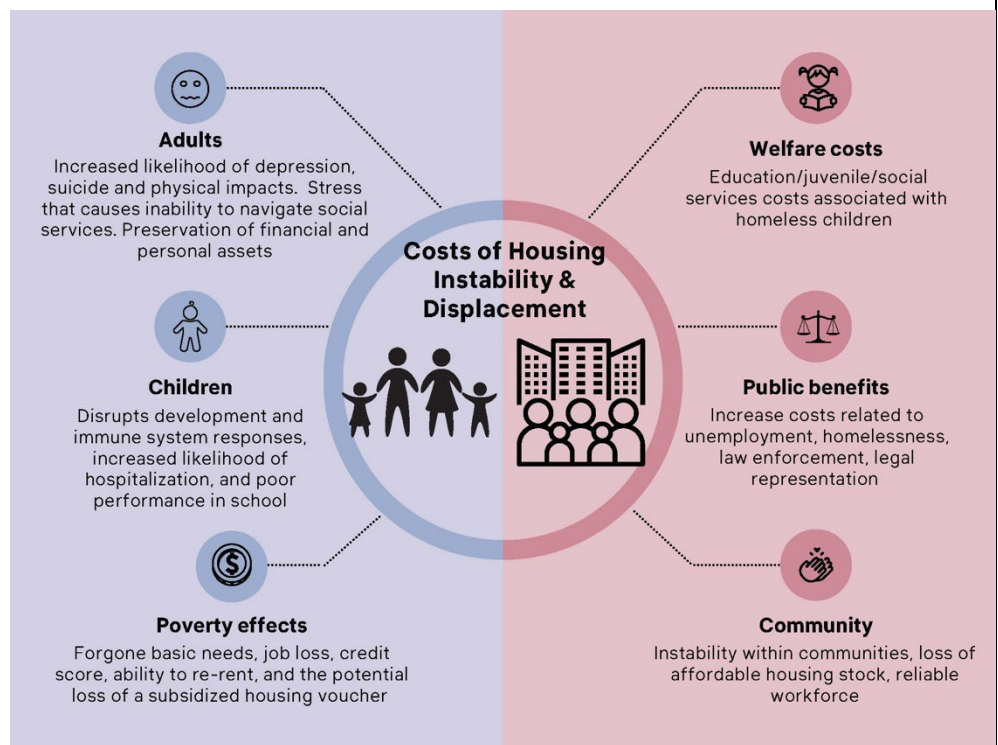 Costs of Housing
Instability &
Displacement
Adults
Increased likelihood of depression,
suicide and physical impacts.  Stress
that causes inability to navigate social
services. Preservation of financial and
personal assets
Children
Disrupts development and
immune system responses,
increased likelihood of
hospitalization, and poor
performance in school
$
Poverty effects
Forgone basic needs, job loss, credit
score, ability to re-rent, and the potential
loss of a subsidized housing voucher
Welfare costs
Education/juvenile/social
services costs associated with
homeless children
Public benefits
Increase costs related to
unemployment, homelessness,
law enforcement, legal
representation
Community
Instability within communities, loss of
affordable housing stock, reliable
workforce